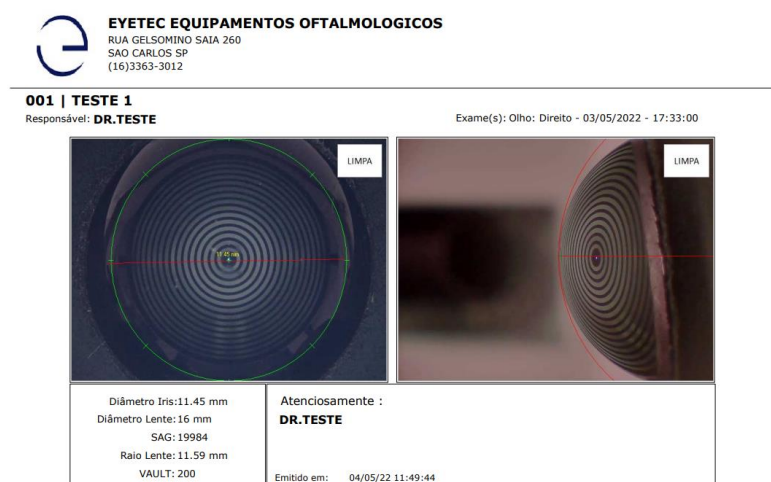 EYETEC EQUIPAMENTOS OFTALMOLOGICOS
RUA GELSOMINO SAIA 260
SAO CARLOS SP
(16)3363-3012
001 | TESTE 1
Responsável: DR.TESTE
Exame(s): Olho: Direito - 03/05/2022 - 17:33:00
LIMPA
11.45 mm
LIMPA
Diâmetro Iris:11.45 mm
Diâmetro Lente:16 mm
SAG:19984
Raio Lente:11.59 mm
VAULT:200
Atenciosamente :
DR.TESTE
Emitido em: 04/05/22 11:49:44